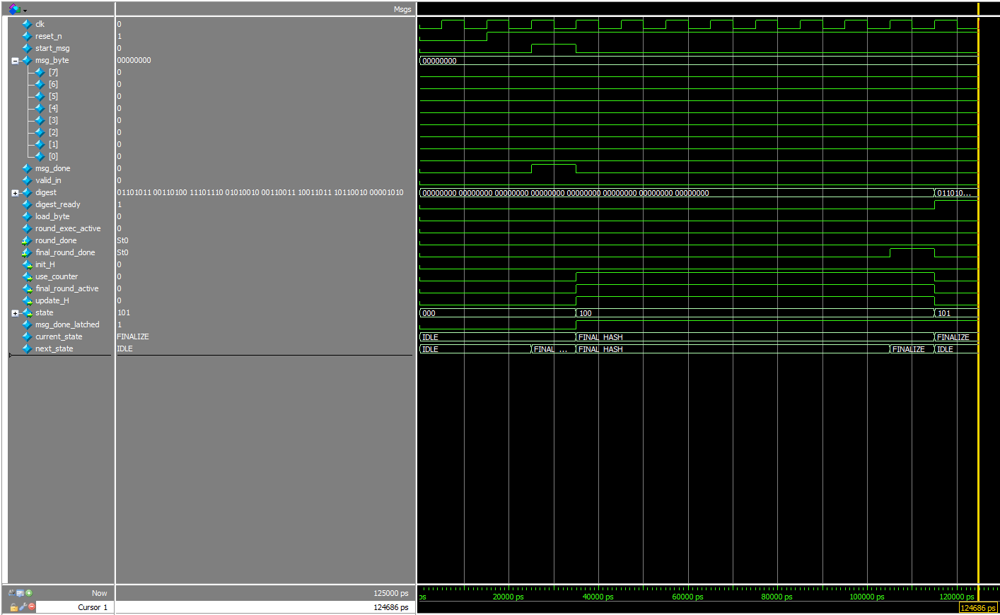 Msgs
clk 0
reset_n 1
start_msg 0
msg_byte 00000000 00000000
[7] 0
[6] 0
[5] 0
[4] 0
[3] 0
[2] 0
[1] 0
[0] 0
msg_done 0
valid_in 0
digest 01101011 00110100 11101110 01010010 00110011 10011011 10110010 00001010 00000000 00000000 00000000 00000000 00000000 00000000 00000000 00000000 011010...
digest_ready 1
load_byte 0
round_exec_active 0
round_done St0
final_round_done St0
init_H 0
use_counter 0
final_round_active 0
update_H 0
state 101 000 100 101
msg_done_latched 1
current_state FINALIZE IDLE FINAL_HASH FINALIZE
next_state IDLE IDLE FINAL_... FINAL_HASH FINALIZE IDLE
Now 125000 ps ps 20000 ps 40000 ps 60000 ps 80000 ps 100000 ps 120000 ps
Cursor 1 124686 ps 124686 ps